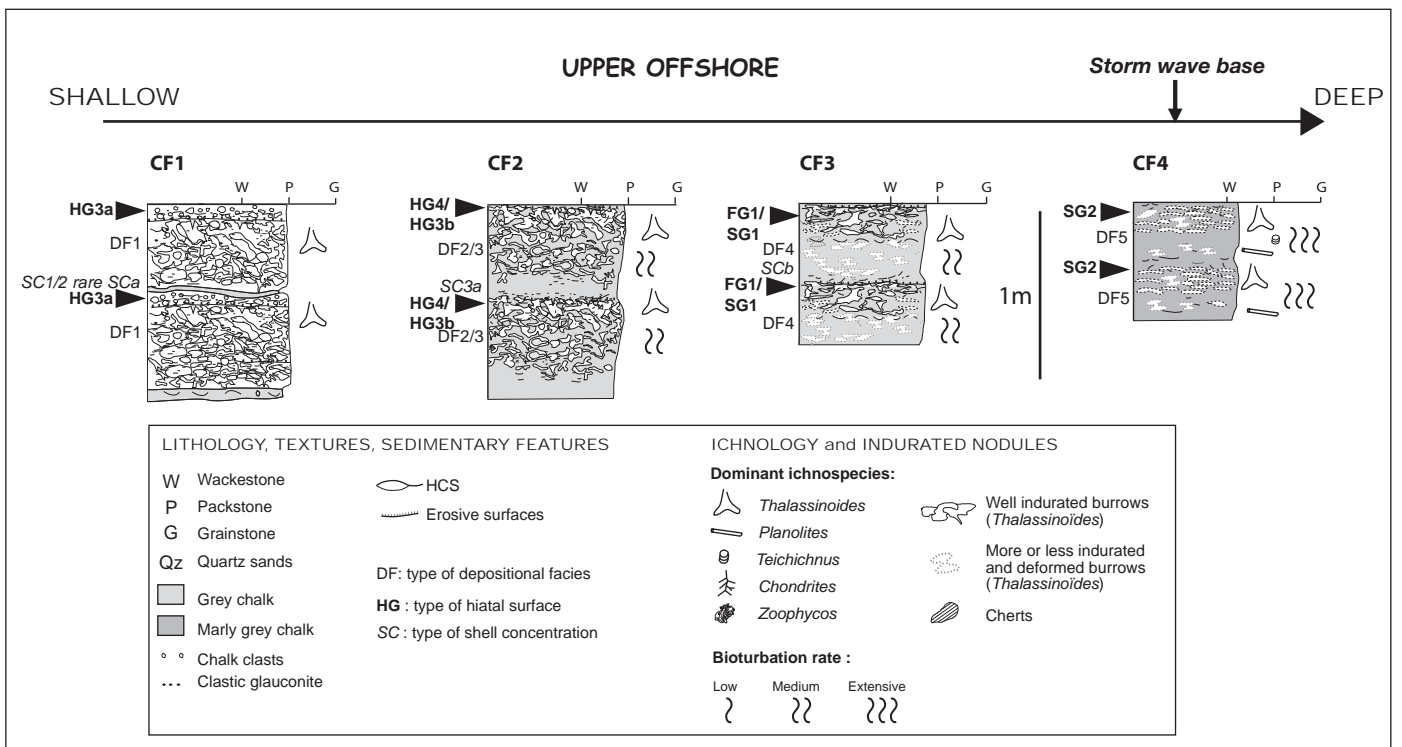 UPPER OFFSHORE
Storm wave base
SHALLOW
DEEP
CF1
W P G
HG3a
DF1
SC1/2 rare SCa
HG3a
DF1
CF2
W P G
HG4/
HG3b
DF2/3
SC3a
HG4/
HG3b
DF2/3
CF3
W P G
FG1/
SG1
DF4
SCb
FG1/
SG1
DF4
1m
CF4
W P G
SG2
DF5
SG2
DF5
LITHOLOGY, TEXTURES, SEDIMENTARY FEATURES
W Wackestone
P Packstone
G Grainstone
Qz Quartz sands
Grey chalk
Marly grey chalk
Chalk clasts
Clastic glauconite
HCS
Erosive surfaces
DF: type of depositional facies
HG : type of hiatal surface
SC : type of shell concentration
ICHNOLOGY and INDURATED NODULES
Dominant ichnospecies:
Thalassinoides
Planolites
Teichichnus
Chondrites
Zoophycos
Well indurated burrows
(Thalassinoïdes)
More or less indurated
and deformed burrows
(Thalassinoïdes)
Cherts
Bioturbation rate :
Low Medium Extensive